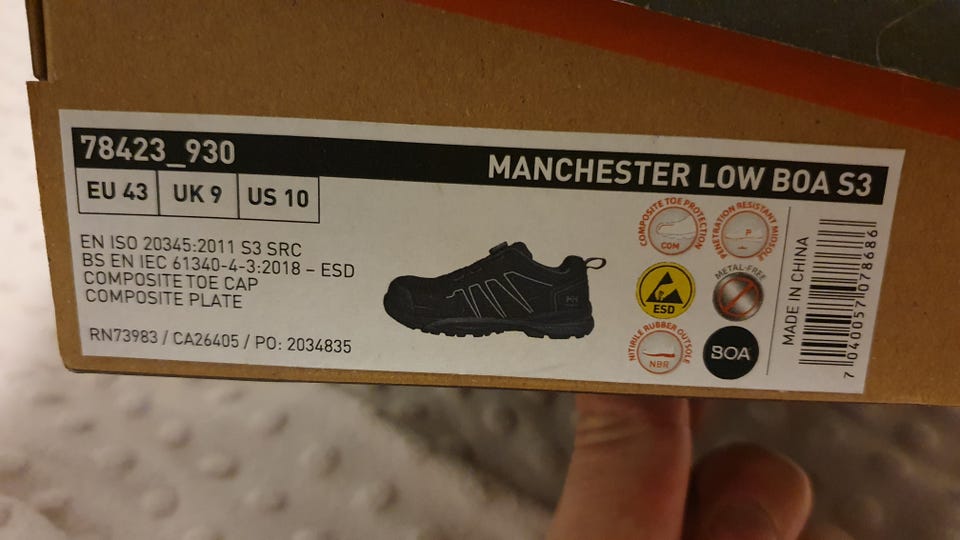 78423_930
MANCHESTER LOW BOA S3
EU 43 UK 9 US 10
EN ISO 20345:2011 S3 SRC
BS EN IEC 61340-4-3:2018 – ESD
COMPOSITE TOE CAP
COMPOSITE PLATE
RN73983 / CA26405 / PO: 2034835
HH
COMPOSITE TOE PROTECTION
COM
PENETRATION RESISTANT MIDSOLE
P
ESD
METAL-FREE
NITIBILE RUBBER OUTSOLE
NBR
BOA
MADE IN CHINA
7 040057 078686